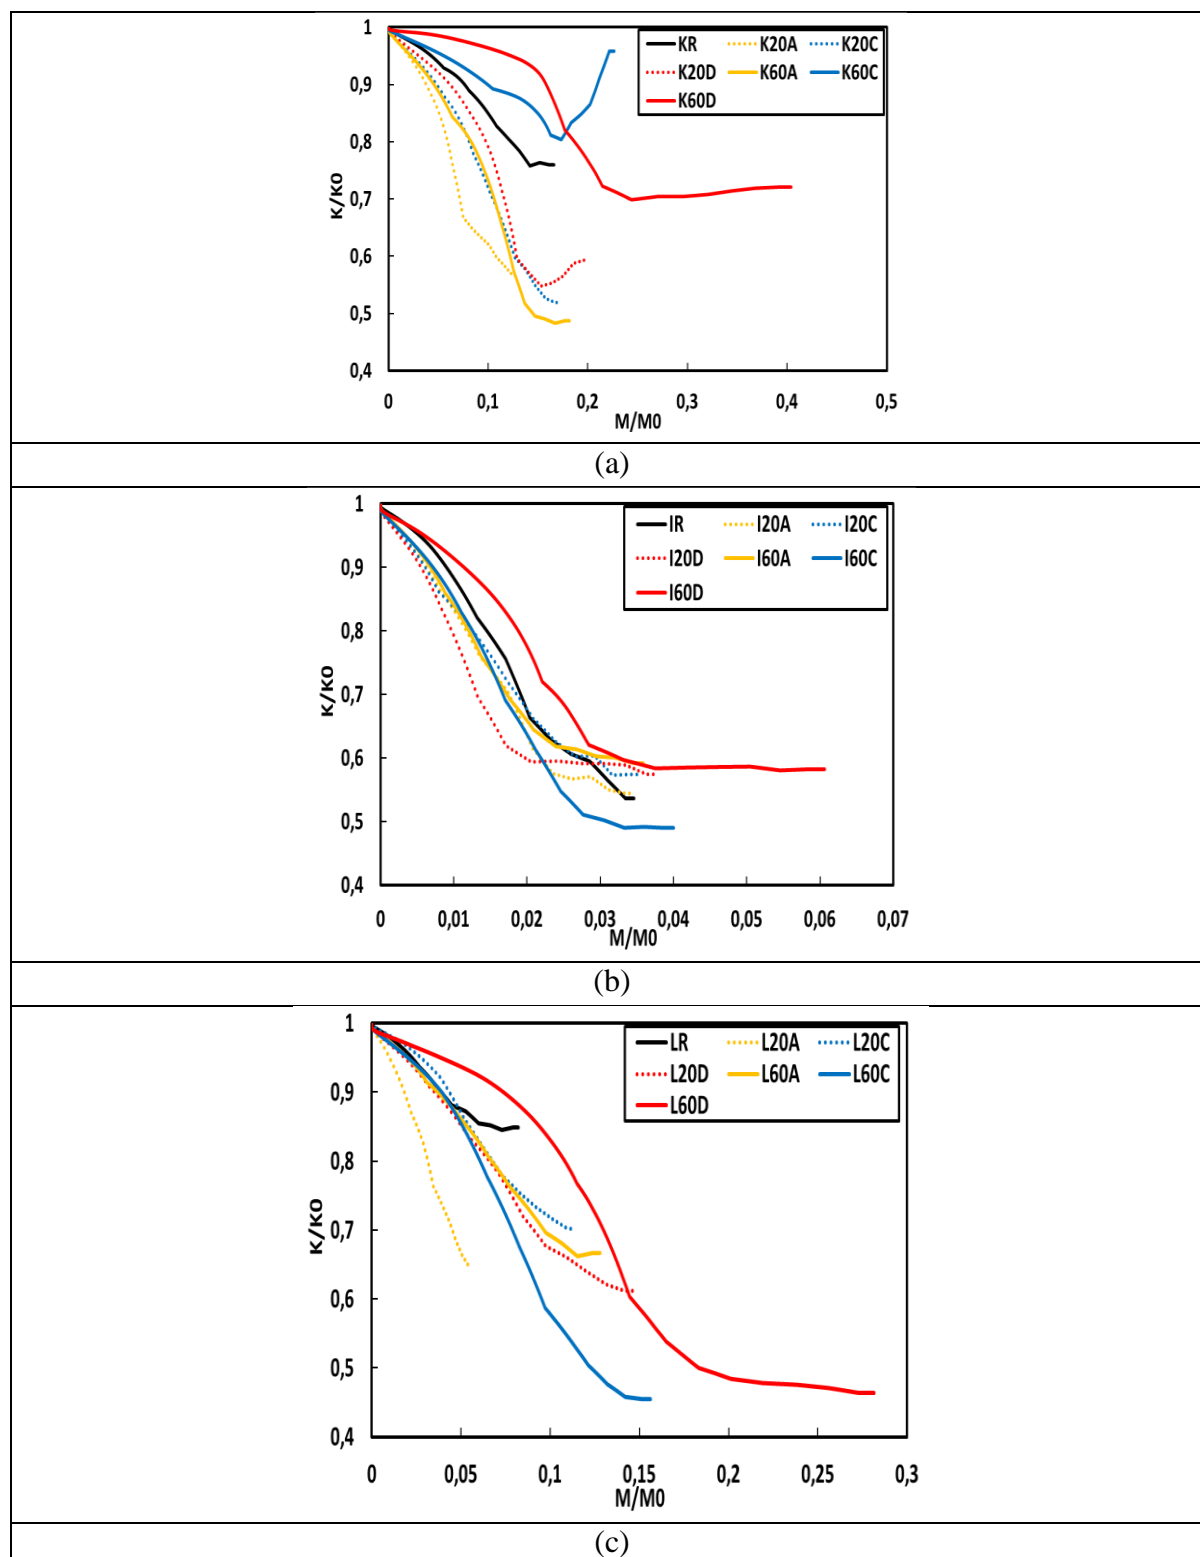 1
KR K20A K20C
K20D K60A K60C
K60D
0,9
0,8
0,7
0,6
0,5
0,4
K/K0
0 0,1 0,2 0,3 0,4 0,5
M/M0
(a)
1
IR I20A I20C
I20D I60A I60C
I60D
0,9
0,8
0,7
0,6
0,5
0,4
K/K0
0 0,01 0,02 0,03 0,04 0,05 0,06 0,07
M/M0
(b)
1
LR L20A L20C
L20D L60A L60C
L60D
0,9
0,8
0,7
0,6
0,5
0,4
K/K0
0 0,05 0,1 0,15 0,2 0,25 0,3
M/M0
(c)